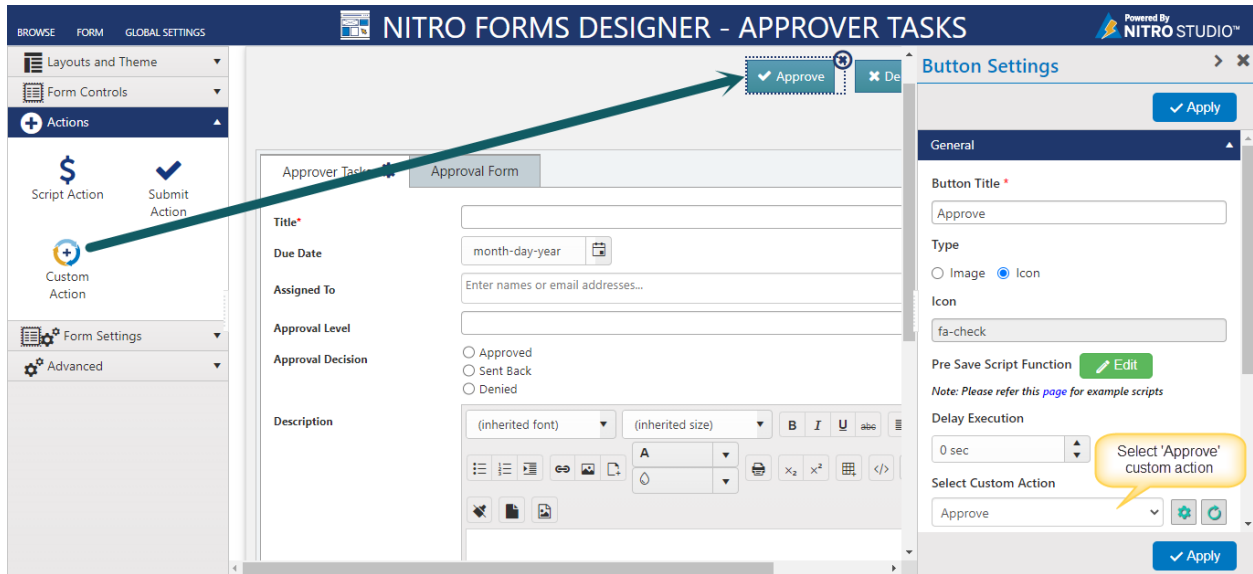 BROWSE FORM GLOBAL SETTINGS
NITRO FORMS DESIGNER - APPROVER TASKS
Powered By
NITRO STUDIO™
Layouts and Theme
Form Controls
Actions
Script Action
Submit
Action
Custom
Action
Form Settings
Advanced
Approve
De
Approver Tasks
Approval Form
Title*
Due Date
month-day-year
Assigned To
Enter names or email addresses...
Approval Level
Approval Decision
Approved
Sent Back
Denied
Description
(inherited font)
(inherited size)
B I U abc
A
x₂ x²
</>
Button Settings
Apply
General
Button Title *
Approve
Type
Image
Icon
Icon
fa-check
Pre Save Script Function
Edit
Note: Please refer this page for example scripts
Delay Execution
0 sec
Select 'Approve'
custom action
Select Custom Action
Approve
Apply